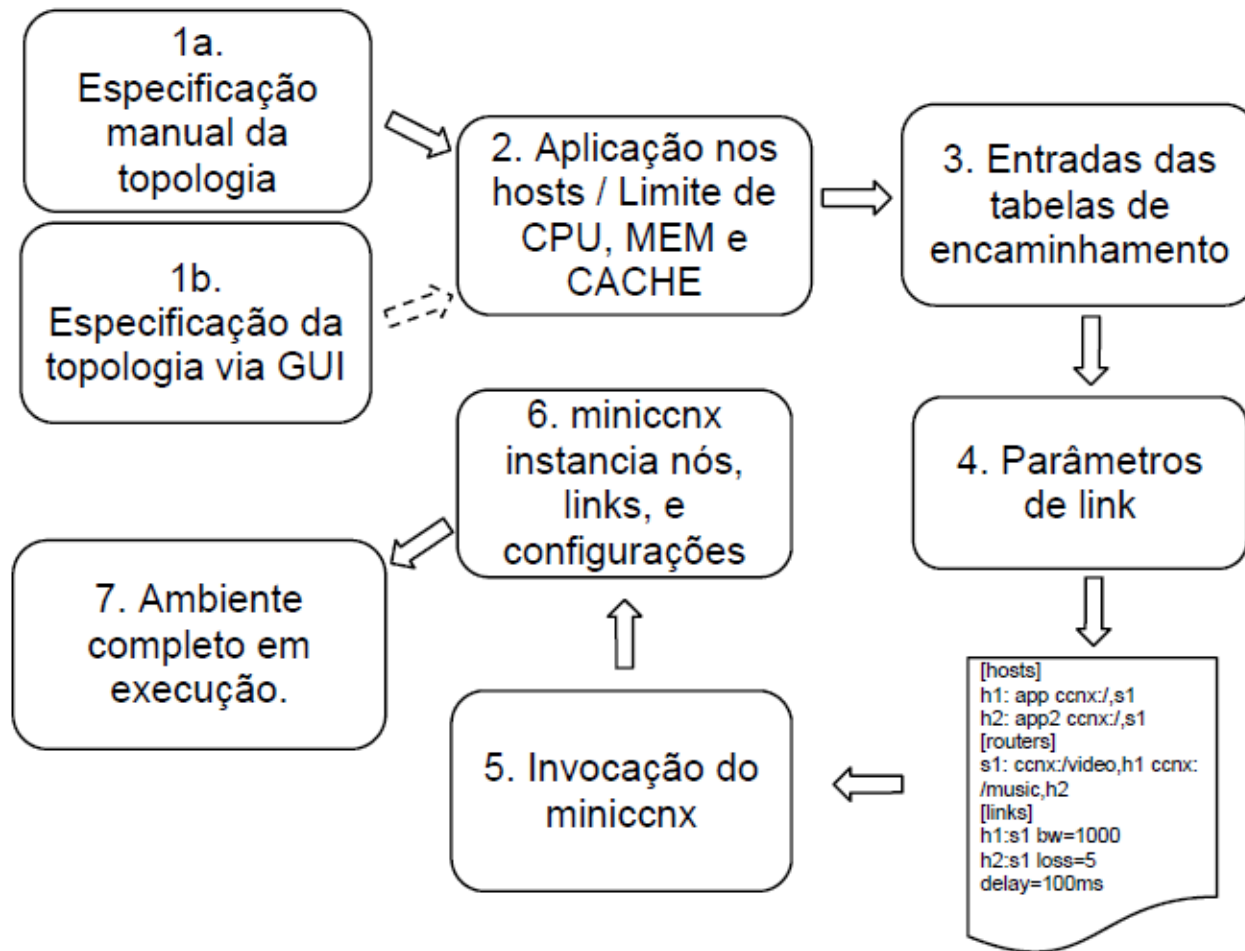 1a.
Especificação
manual da
topologia
1b.
Especificação da
topologia via GUI
2. Aplicação nos
hosts / Limite de
CPU, MEM e
CACHE
3. Entradas das
tabelas de
encaminhamento
4. Parâmetros
de link
[hosts]
h1: app ccnx:/,s1
h2: app2 ccnx:/,s1
[routers]
s1: ccnx:/video,h1 ccnx:
/music,h2
[links]
h1:s1 bw=1000
h2:s1 loss=5
delay=100ms
5. Invocação do
miniccnx
6. miniccnx
instancia nós,
links, e
configurações
7. Ambiente
completo em
execução.